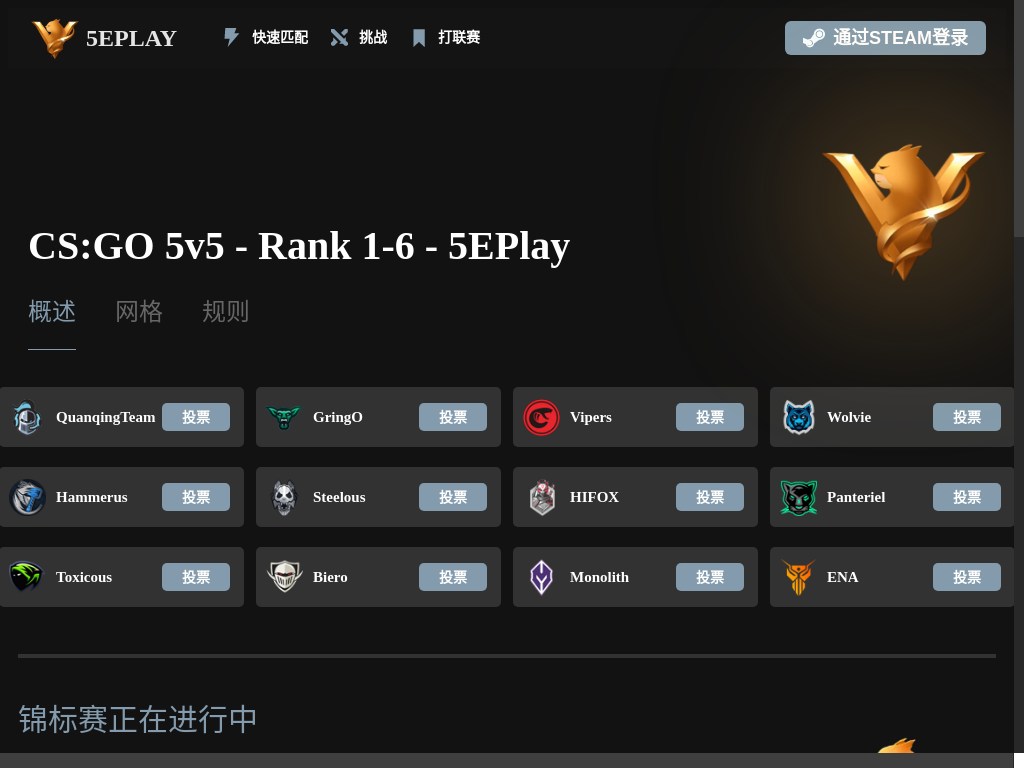 5EPLAY
快速匹配
挑战
打联赛
通过STEAM登录
CS:GO 5v5 - Rank 1-6 - 5EPlay
概述
网格
规则
QuanqingTeam 投票
GringO 投票
Vipers 投票
Wolvie 投票
Hammerus 投票
Steelous 投票
HIFOX 投票
Panteriel 投票
Toxicous 投票
Biero 投票
Monolith 投票
ENA 投票
锦标赛正在进行中